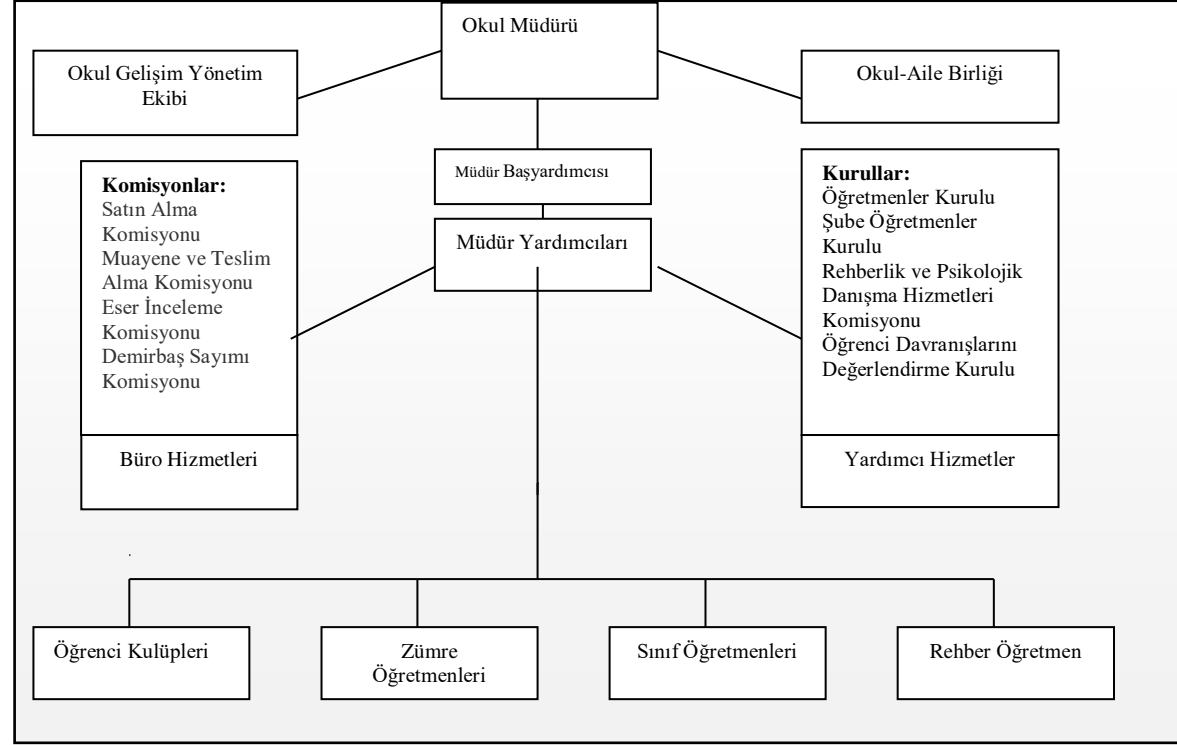 Okul Müdürü
Okul Gelişim Yönetim
Ekibi
Okul-Aile Birliği
Müdür Başyardımcısı
Müdür Yardımcıları
Komisyonlar:
Satın Alma
Komisyonu
Muayene ve Teslim
Alma Komisyonu
Eser İnceleme
Komisyonu
Demirbaş Sayımı
Komisyonu
Büro Hizmetleri
Kurullar:
Öğretmenler Kurulu
Şube Öğretmenler
Kurulu
Rehberlik ve Psikolojik
Danışma Hizmetleri
Komisyonu
Öğrenci Davranışlarını
Değerlendirme Kurulu
Yardımcı Hizmetler
Öğrenci Kulüpleri
Zümre
Öğretmenleri
Sınıf Öğretmenleri
Rehber Öğretmen